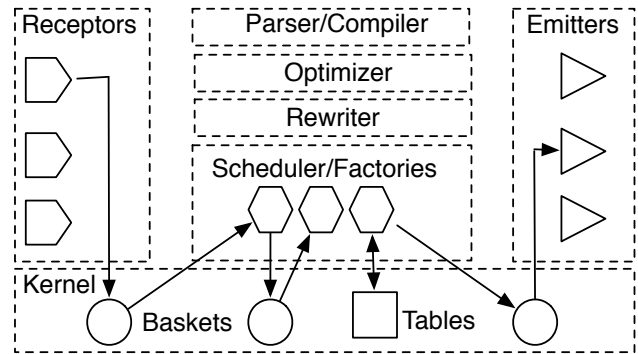 Receptors
Parser/Compiler
Emitters
Optimizer
Rewriter
Scheduler/Factories
Kernel
Baskets
Tables